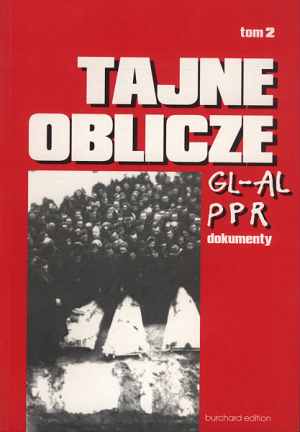 tom 2
TAJNE
OBLICZE
GL-AL
PPR
dokumenty
burchard edition